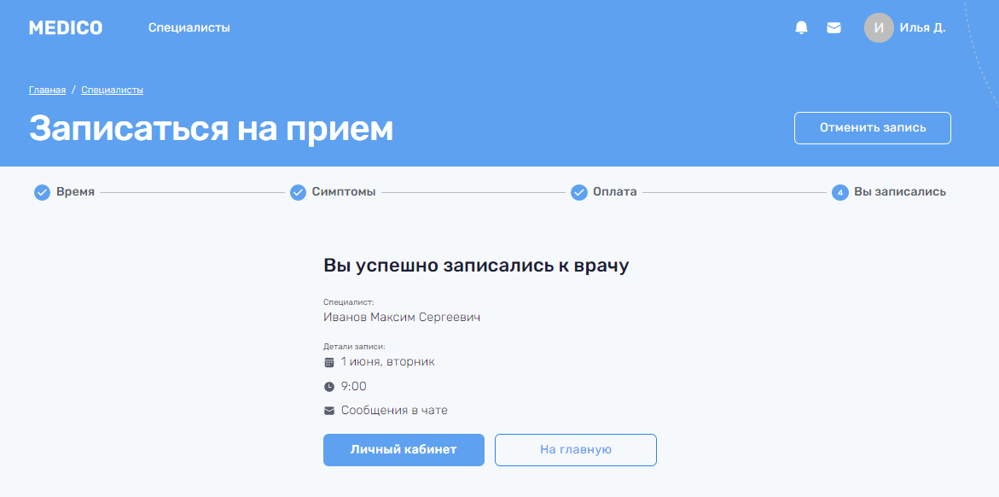 MEDICO Специалисты И Илья Д.
Главная / Специалисты
Записаться на прием
Отменить запись
Время Симптомы Оплата 4 Вы записались
Вы успешно записались к врачу
Специалист:
Иванов Максим Сергеевич
Детали записи:
1 июня, вторник
9:00
Сообщения в чате
Личный кабинет На главную